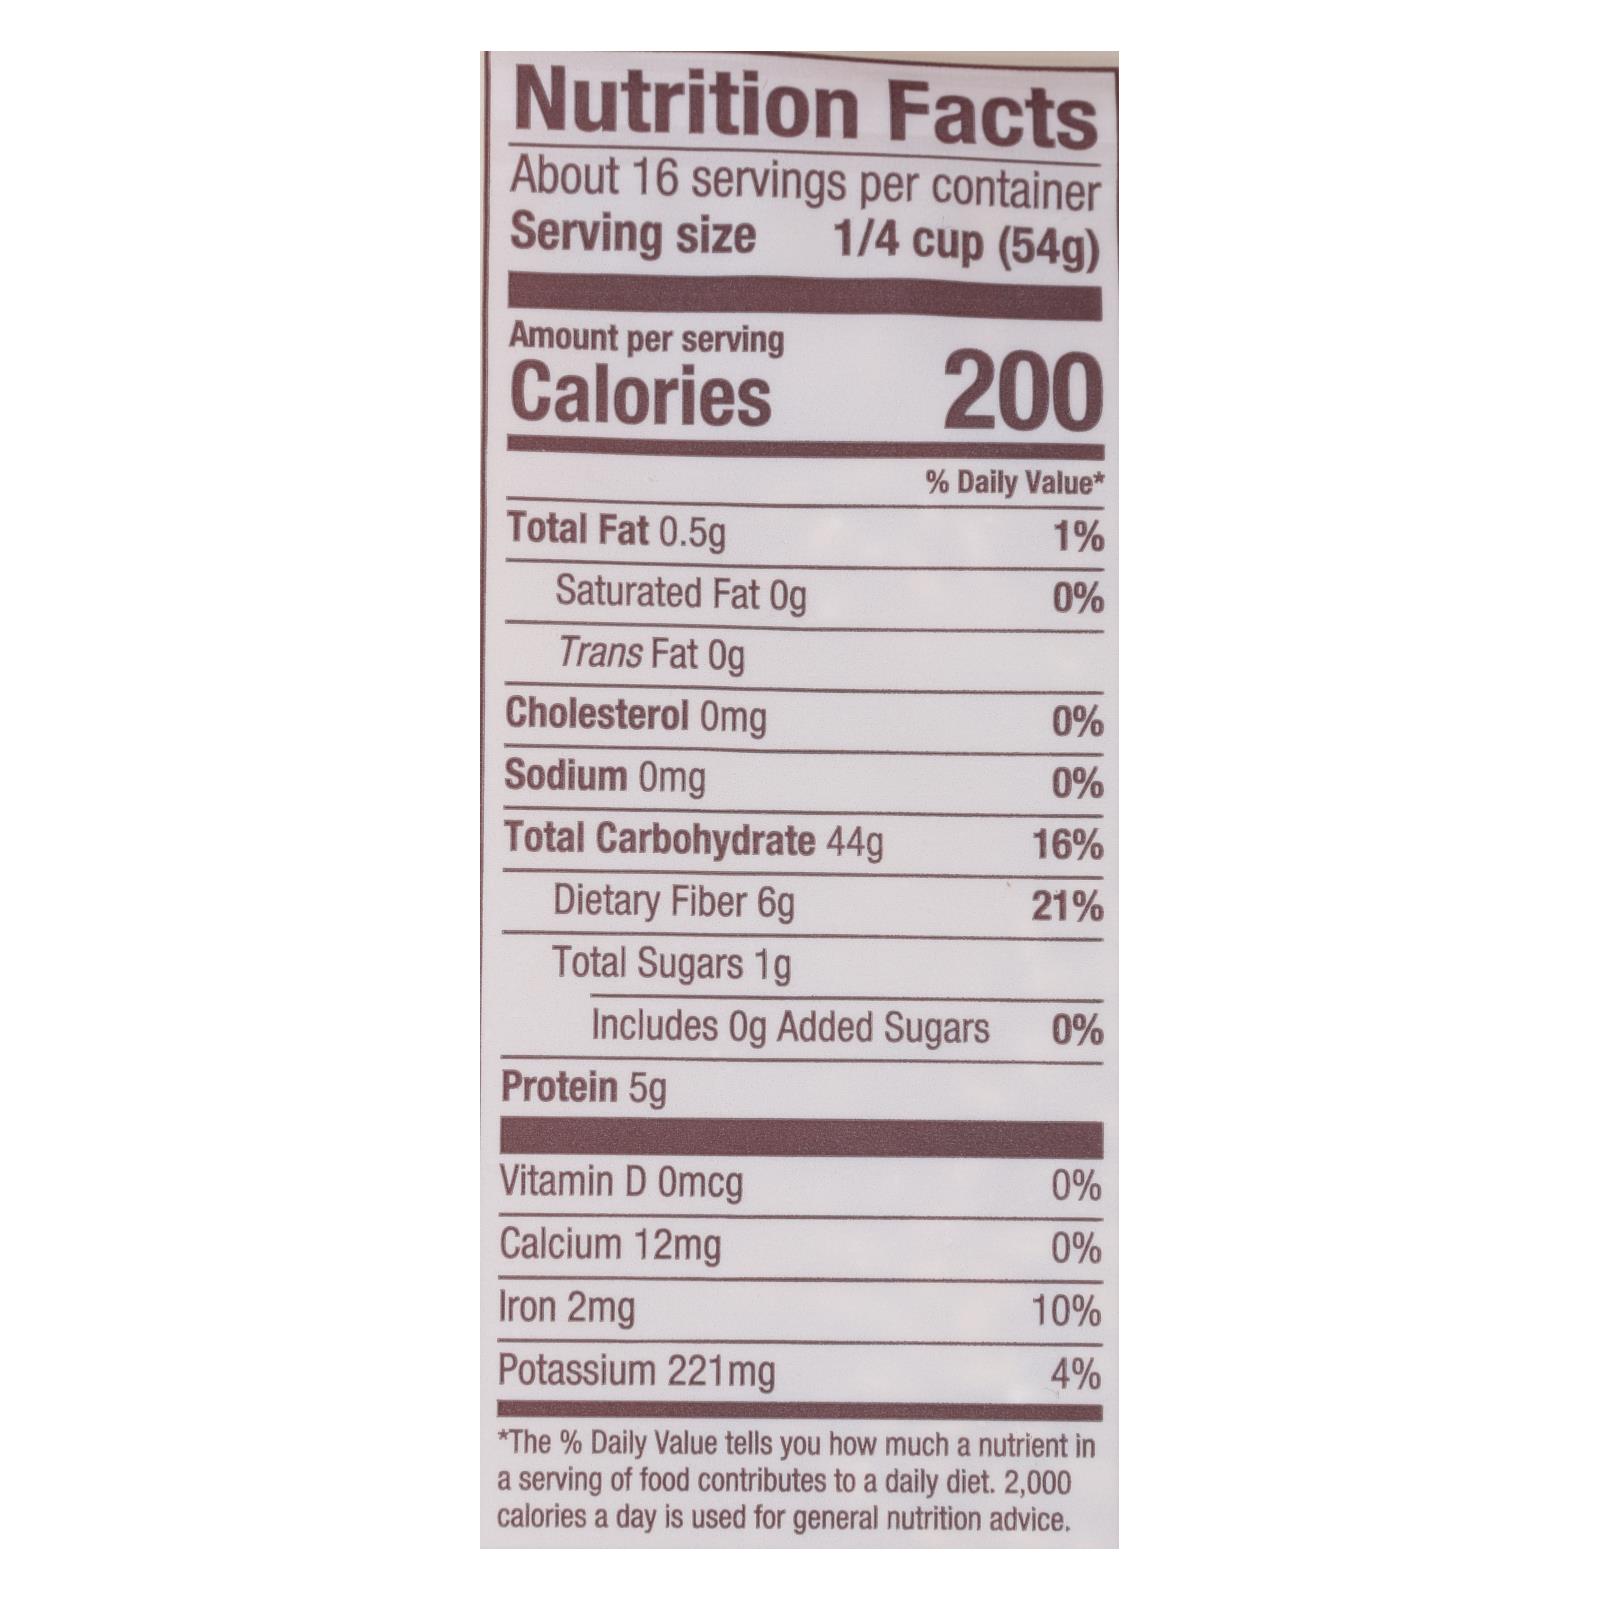 Nutrition Facts
About 16 servings per container
Serving size 1/4 cup (54g)
Amount per serving
Calories 200
% Daily Value*
Total Fat 0.5g 1%
Saturated Fat 0g 0%
Trans Fat 0g
Cholesterol 0mg 0%
Sodium 0mg 0%
Total Carbohydrate 44g 16%
Dietary Fiber 6g 21%
Total Sugars 1g
Includes 0g Added Sugars 0%
Protein 5g
Vitamin D 0mcg 0%
Calcium 12mg 0%
Iron 2mg 10%
Potassium 221mg 4%
*The % Daily Value tells you how much a nutrient in
a serving of food contributes to a daily diet. 2,000
calories a day is used for general nutrition advice.